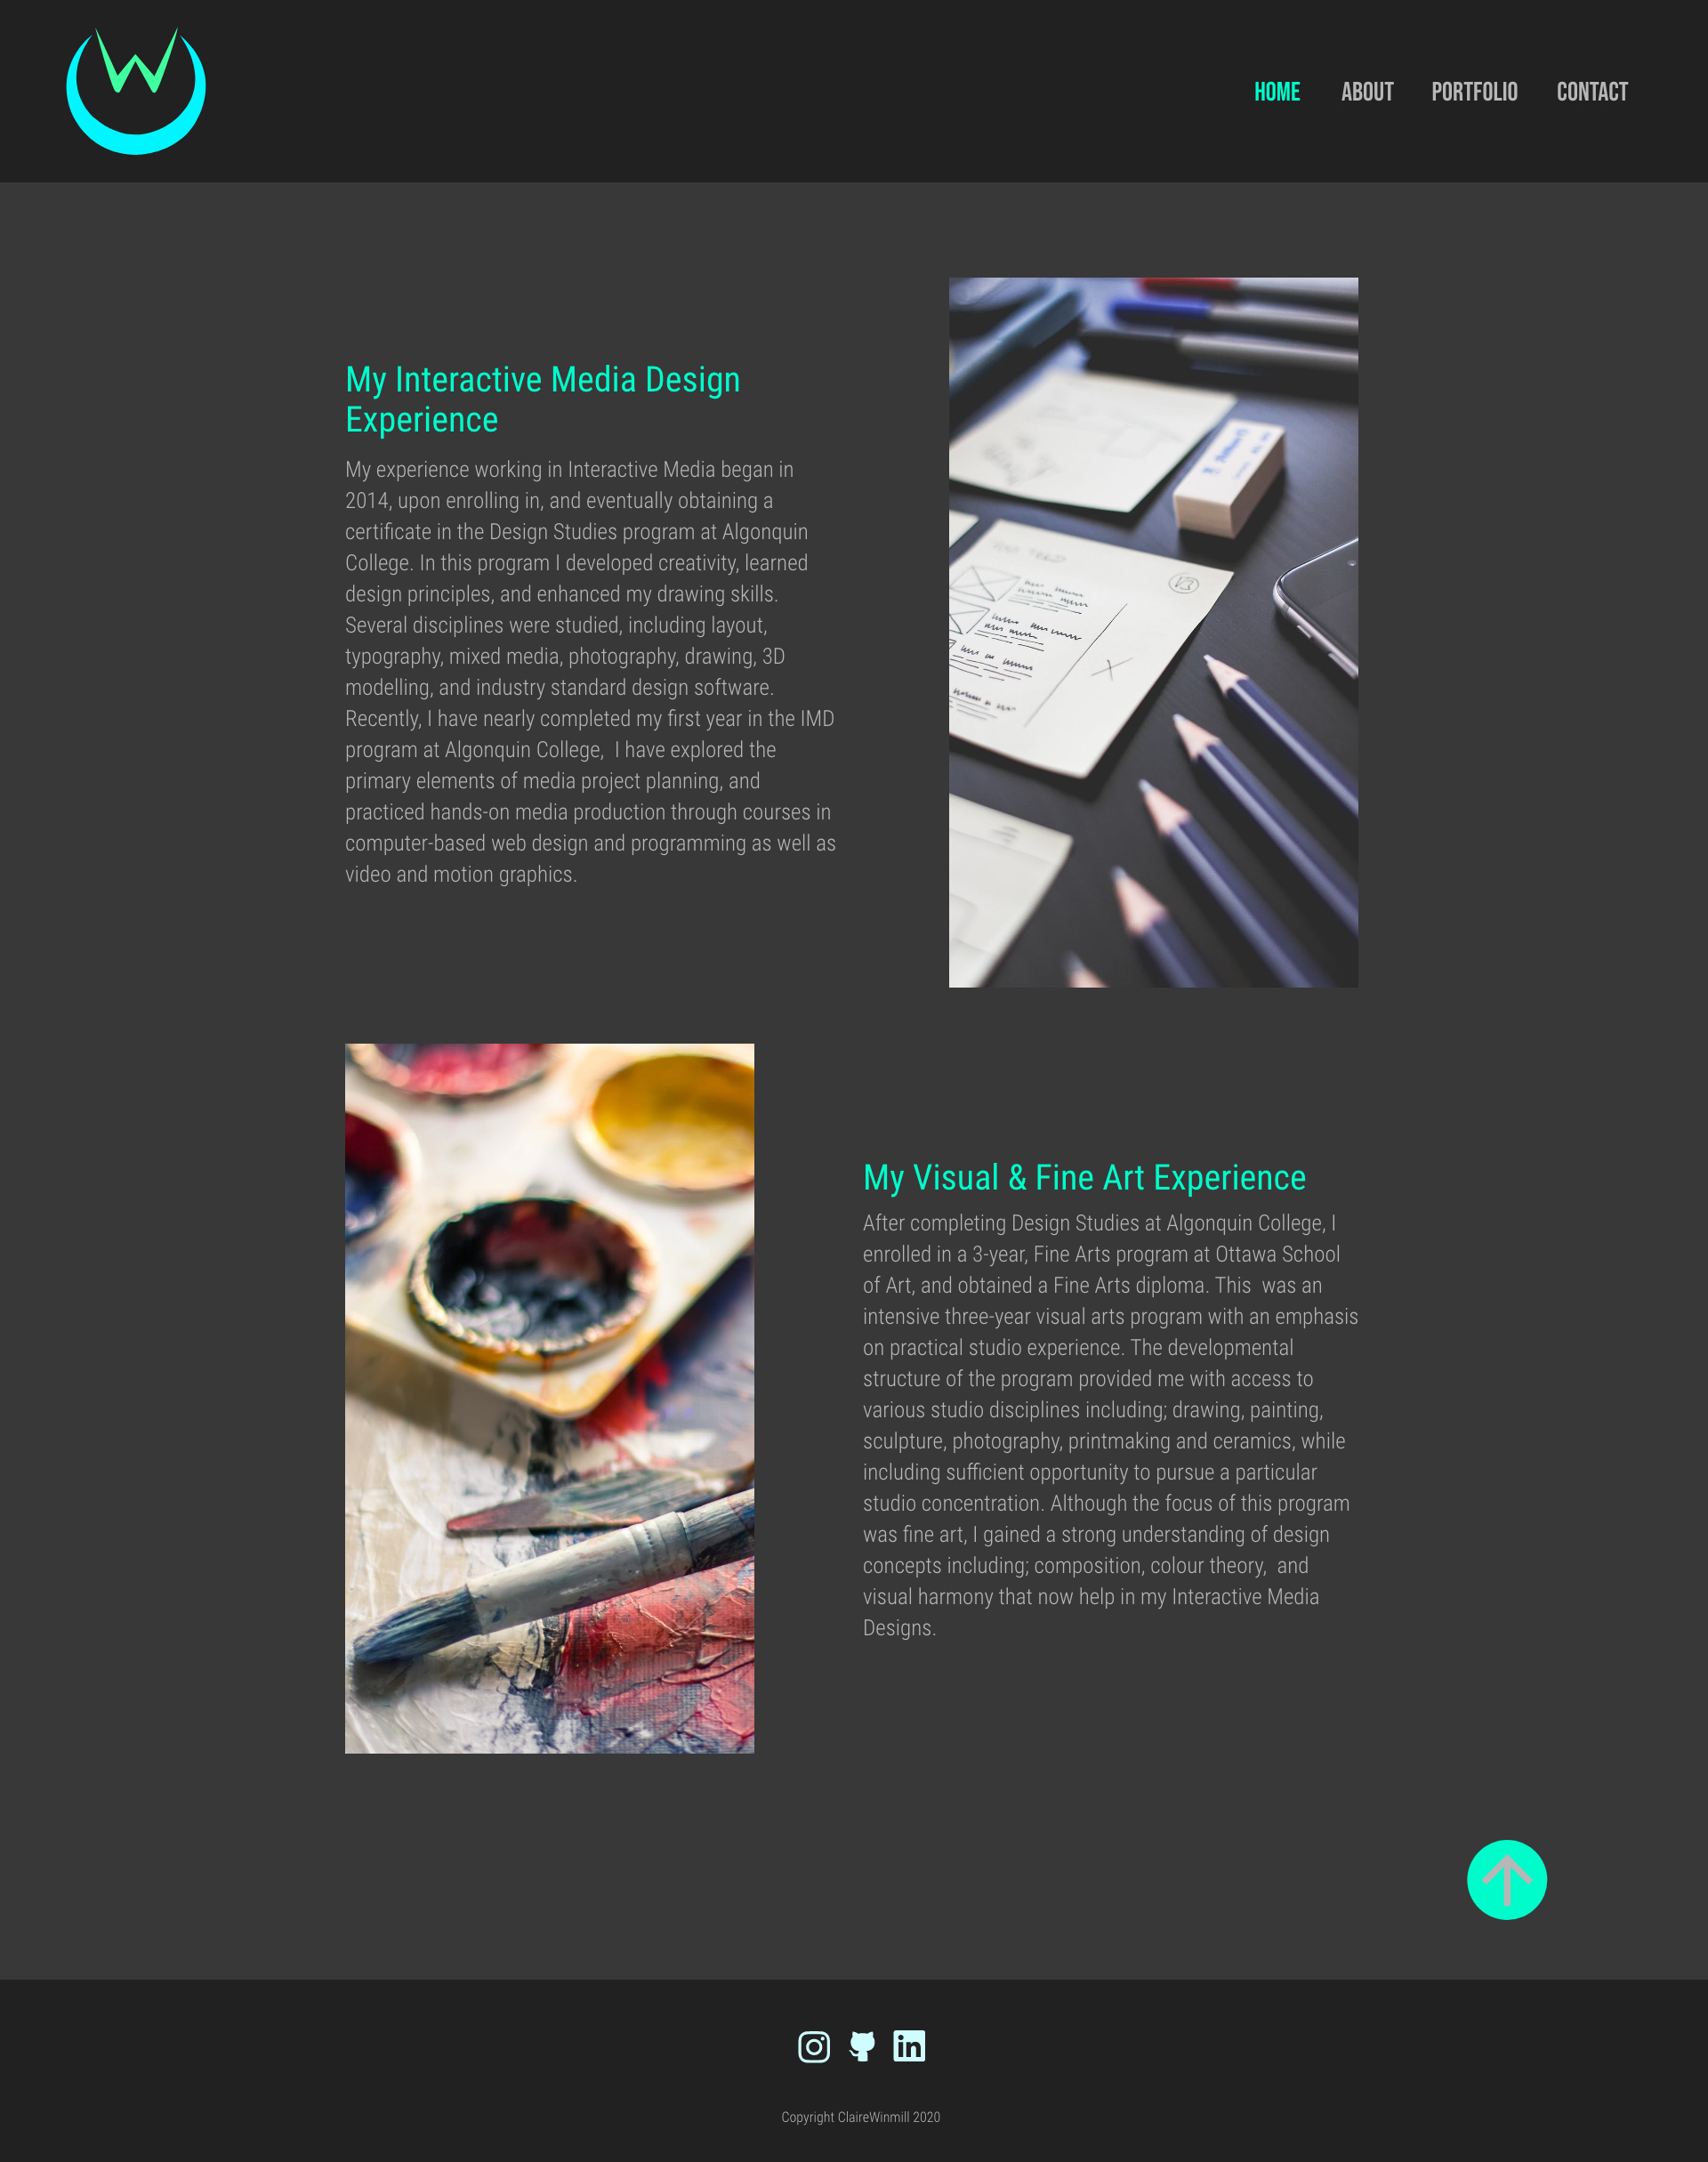 W
HOME ABOUT PORTFOLIO CONTACT
My Interactive Media Design
Experience
My experience working in Interactive Media began in
2014, upon enrolling in, and eventually obtaining a
certificate in the Design Studies program at Algonquin
College. In this program I developed creativity, learned
design principles, and enhanced my drawing skills.
Several disciplines were studied, including layout,
typography, mixed media, photography, drawing, 3D
modelling, and industry standard design software.
Recently, I have nearly completed my first year in the IMD
program at Algonquin College,  I have explored the
primary elements of media project planning, and
practiced hands-on media production through courses in
computer-based web design and programming as well as
video and motion graphics.
V3
My Visual & Fine Art Experience
After completing Design Studies at Algonquin College, I
enrolled in a 3-year, Fine Arts program at Ottawa School
of Art, and obtained a Fine Arts diploma. This  was an
intensive three-year visual arts program with an emphasis
on practical studio experience. The developmental
structure of the program provided me with access to
various studio disciplines including; drawing, painting,
sculpture, photography, printmaking and ceramics, while
including sufficient opportunity to pursue a particular
studio concentration. Although the focus of this program
was fine art, I gained a strong understanding of design
concepts including; composition, colour theory,  and
visual harmony that now help in my Interactive Media
Designs.
in
Copyright ClaireWinmill 2020